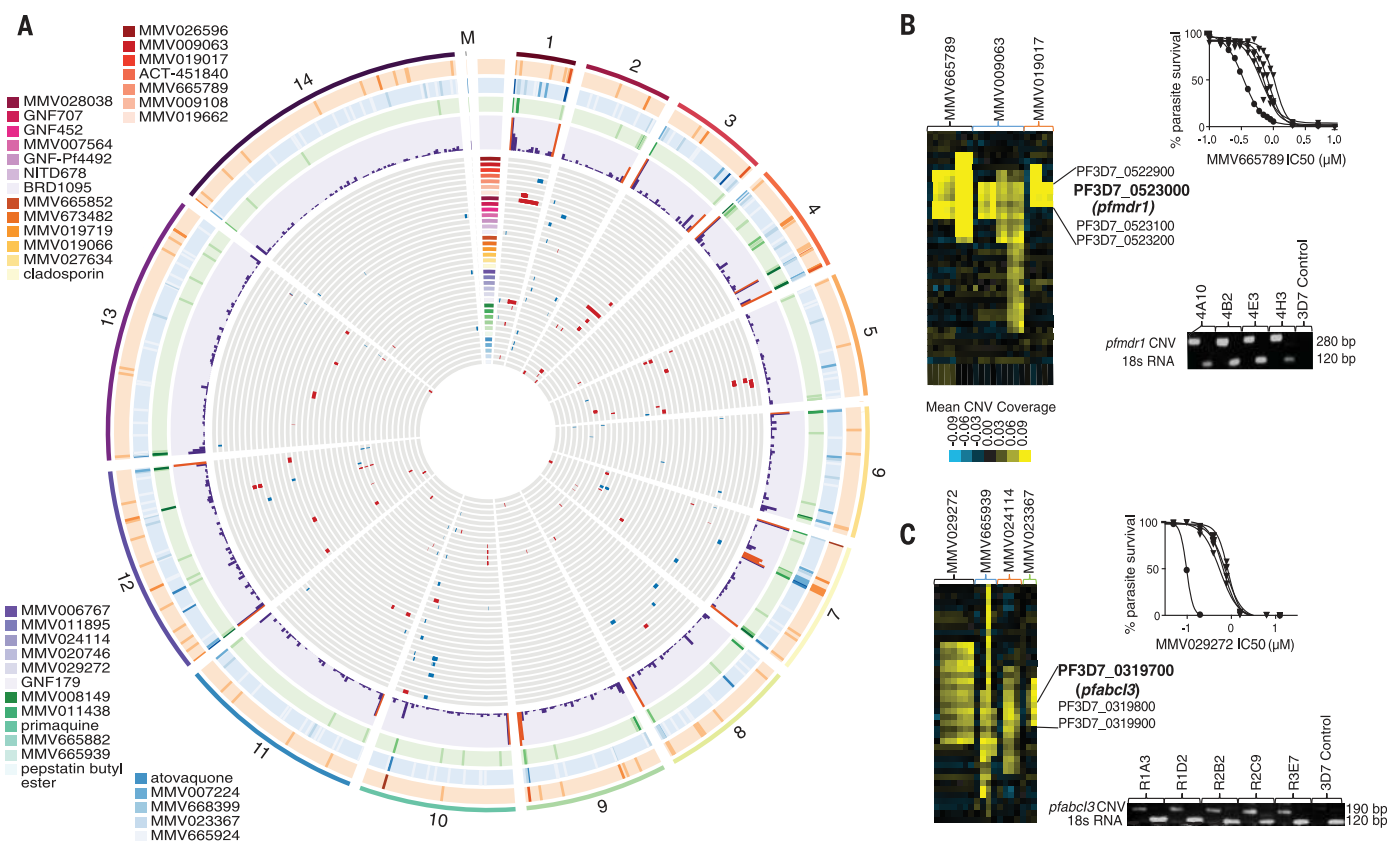 A
MMV026596
MMV009063
MMV019017
ACT-451840
MMV665789
MMV009108
MMV019662
MMV028038
GNF707
GNF452
MMV007564
GNF-Pf4492
NITD678
BRD1095
MMV665852
MMV673482
MMV019719
MMV019066
MMV027634
cladosporin
M
1
2
3
4
5
6
7
8
9
10
11
12
13
14
MMV006767
MMV011895
MMV024114
MMV020746
MMV029272
GNF179
MMV008149
MMV011438
primaquine
MMV665882
MMV665939
pepstatin butyl
ester
atovaquone
MMV007224
MMV668399
MMV023367
MMV665924
B
MMV665789
MMV009063
MMV019017
PF3D7_0522900
PF3D7_0523000
(pfmdr1)
PF3D7_0523100
PF3D7_0523200
% parasite survival
100
50
0
-1.0 -0.5 0.0 0.5 1.0
MMV665789 IC50 (µM)
4A10
4B2
4E3
4H3
3D7 Control
pfmdr1 CNV 280 bp
18s RNA 120 bp
Mean CNV Coverage
-0.09
-0.06
-0.03
0.00
0.03
0.06
0.09
C
MMV029272
MMV665939
MMV024114
MMV023367
PF3D7_0319700
(pfabcl3)
PF3D7_0319800
PF3D7_0319900
% parasite survival
100
50
0
-1 0 1
MMV029272 IC50 (µM)
R1A3
R1D2
R2B2
R2C9
R3E7
3D7 Control
pfabcl3 CNV 190 bp
18s RNA 120 bp